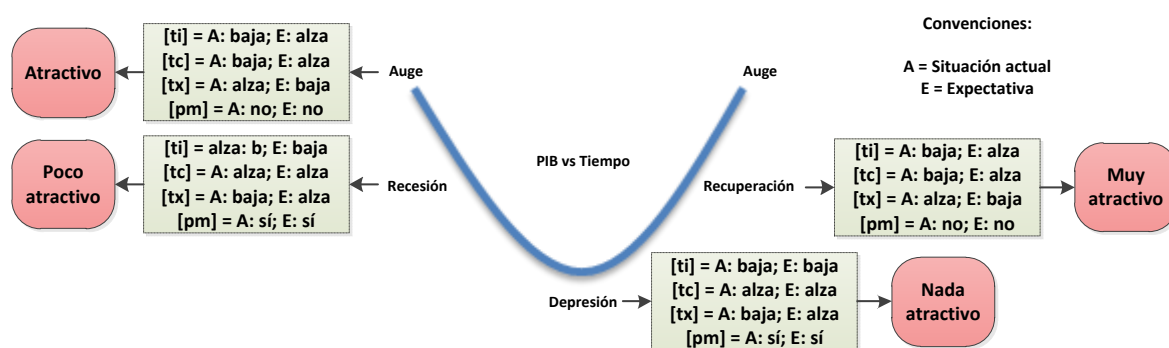 Atractivo
[ti] = A: baja; E: alza
[tc] = A: baja; E: alza
[tx] = A: alza; E: baja
[pm] = A: no; E: no
Auge
Auge
Convenciones:
A = Situación actual
E = Expectativa
Poco
atractivo
[ti] = alza: b; E: baja
[tc] = A: alza; E: alza
[tx] = A: baja; E: alza
[pm] = A: sí; E: sí
Recesión
PIB vs Tiempo
Recuperación
[ti] = A: baja; E: alza
[tc] = A: baja; E: alza
[tx] = A: alza; E: baja
[pm] = A: no; E: no
Muy
atractivo
Depresión
[ti] = A: baja; E: baja
[tc] = A: alza; E: alza
[tx] = A: baja; E: alza
[pm] = A: sí; E: sí
Nada
atractivo